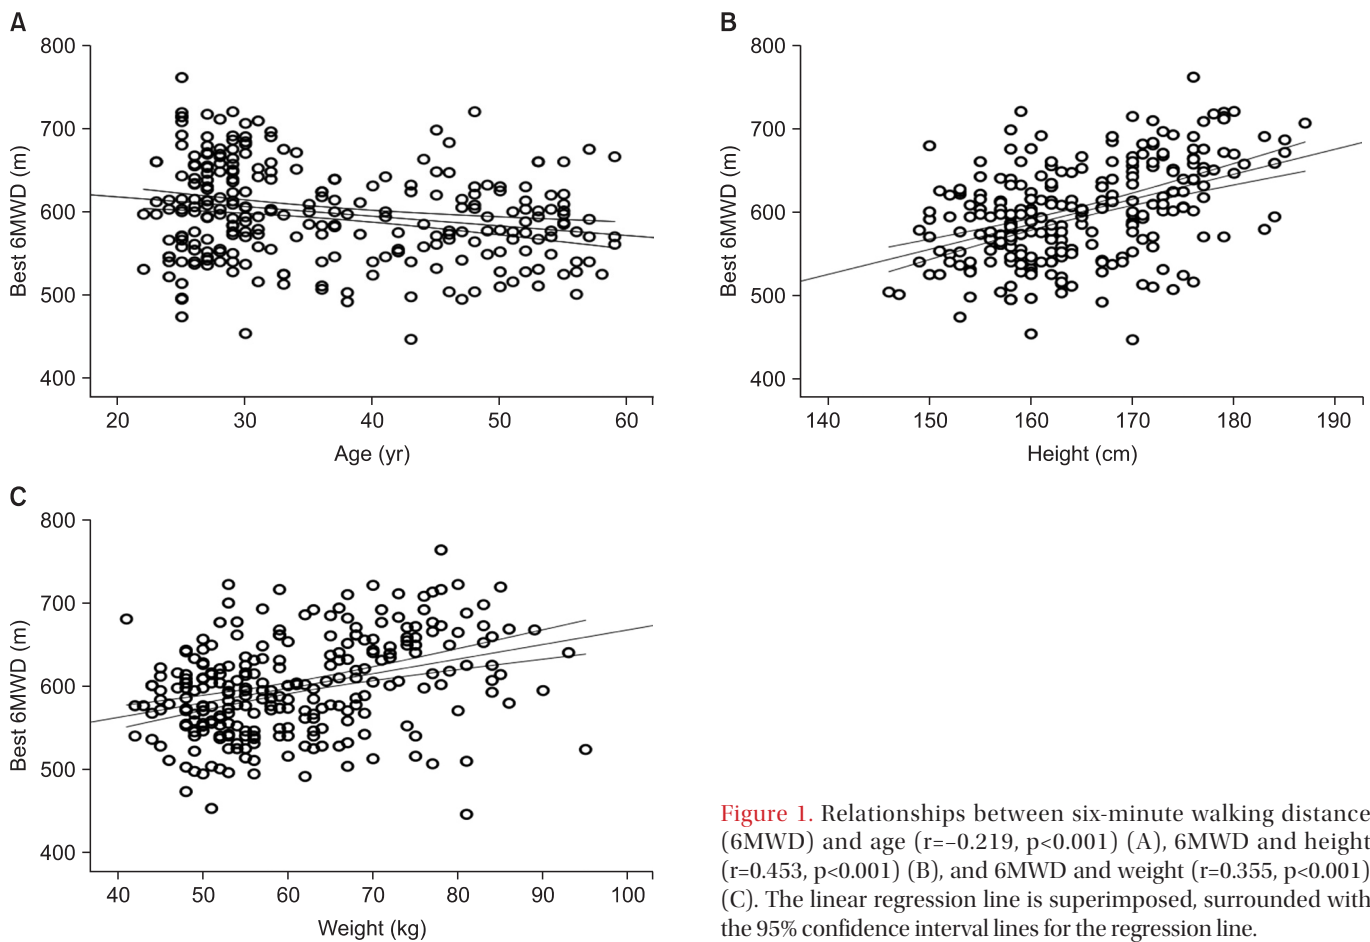 A
800
700
600
500
400
Best 6MWD (m)
20 30 40 50 60
Age (yr)
B
800
700
600
500
400
Best 6MWD (m)
140 150 160 170 180 190
Height (cm)
C
800
700
600
500
400
Best 6MWD (m)
40 50 60 70 80 90 100
Weight (kg)
Figure 1. Relationships between six-minute walking distance
(6MWD) and age (r=–0.219, p<0.001) (A), 6MWD and height
(r=0.453, p<0.001) (B), and 6MWD and weight (r=0.355, p<0.001)
(C). The linear regression line is superimposed, surrounded with
the 95% confidence interval lines for the regression line.